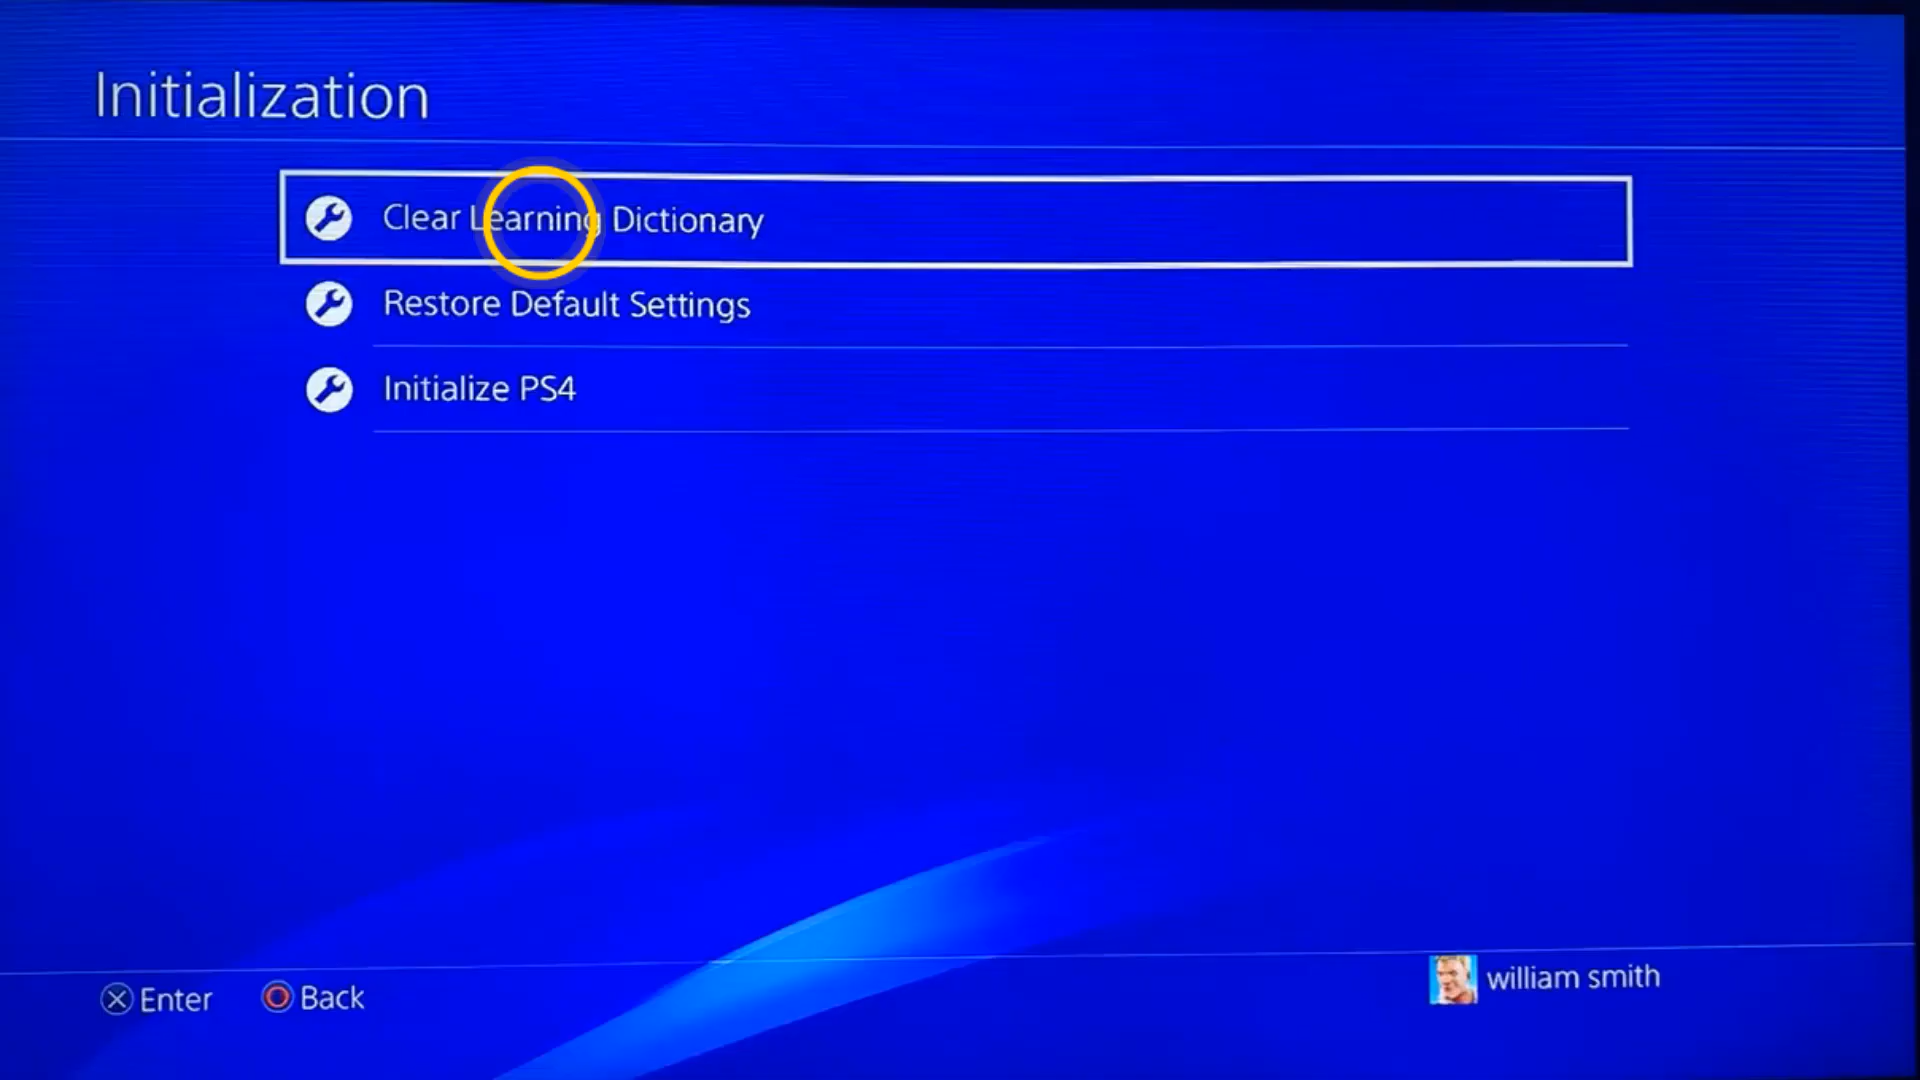 Initialization
Clear Learning Dictionary
Restore Default Settings
Initialize PS4
Enter
Back
william smith